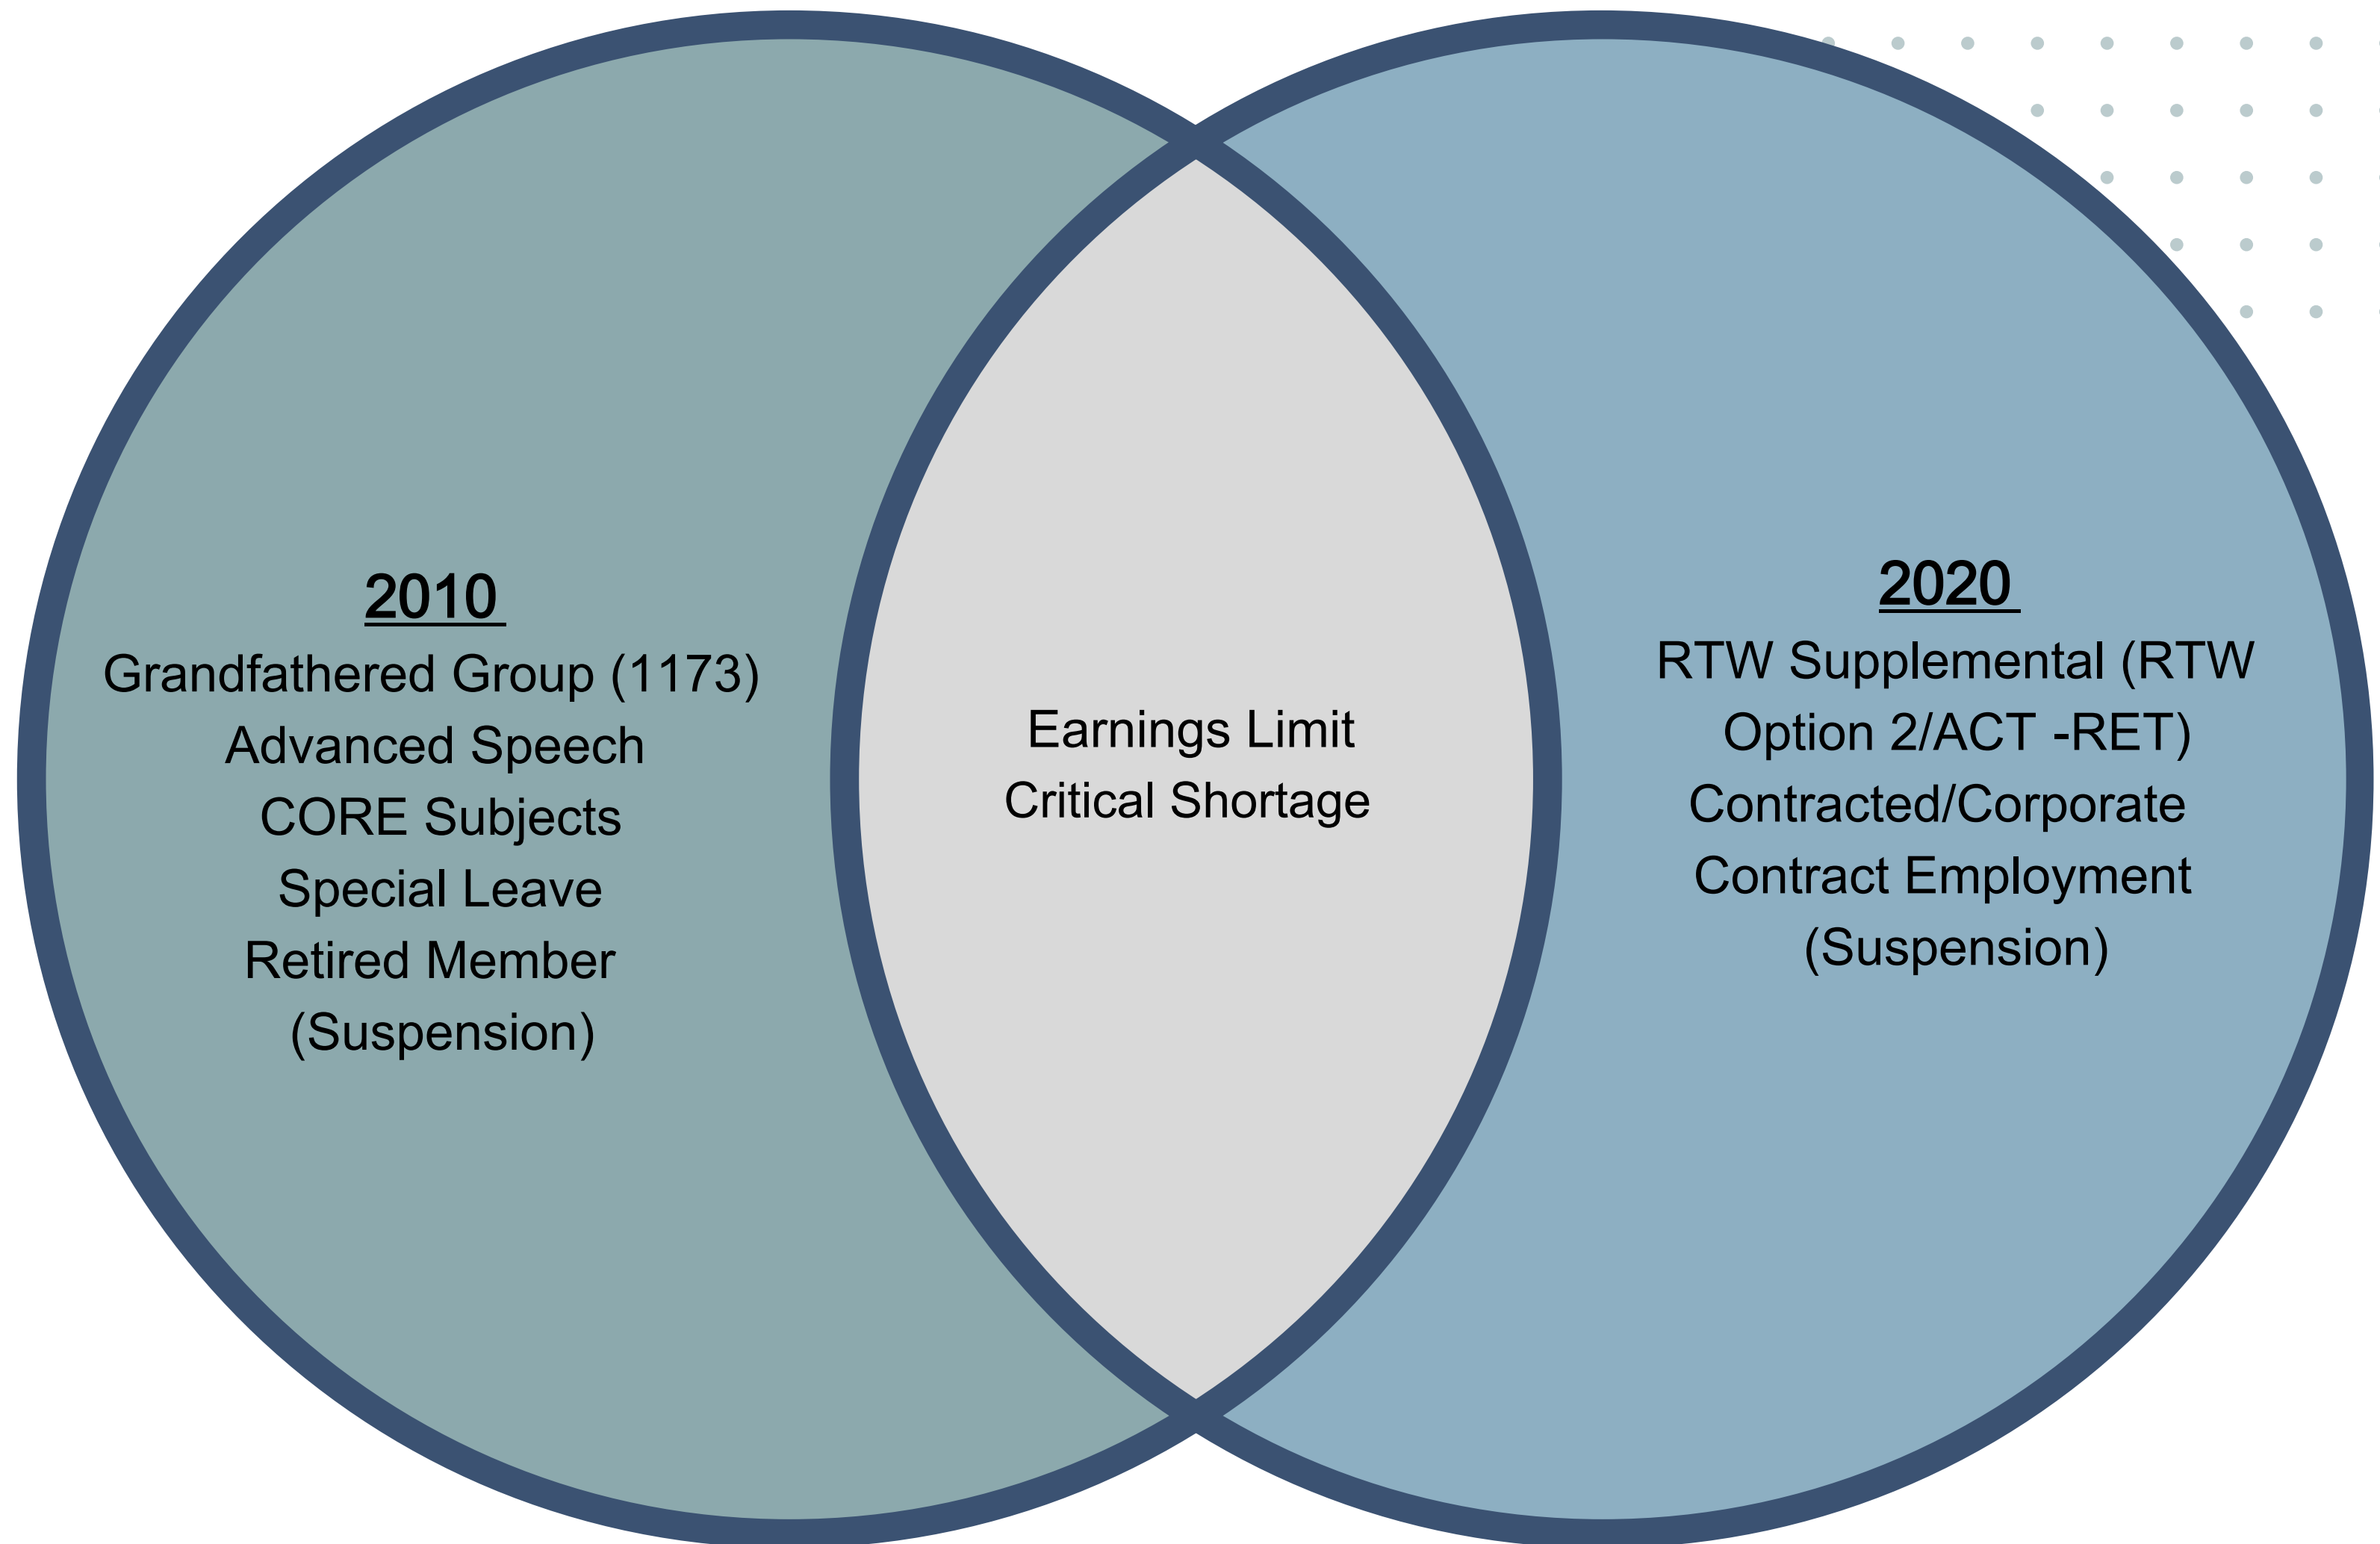 2010
Grandfathered Group (1173)
Advanced Speech
CORE Subjects
Special Leave
Retired Member
(Suspension)
Earnings Limit
Critical Shortage
2020
RTW Supplemental (RTW
Option 2/ACT -RET)
Contracted/Corporate
Contract Employment
(Suspension)